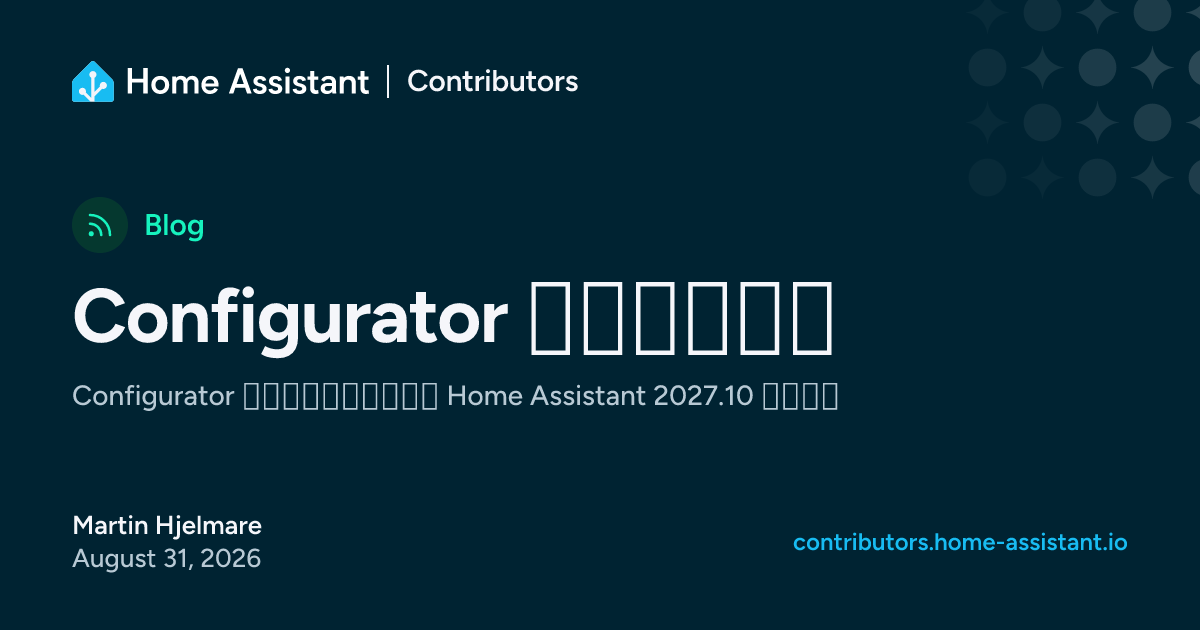 Home Assistant | Contributors
Blog
Configurator
Configurator Home Assistant 2027.10
Martin Hjelmare
August 31, 2026
contributors.home-assistant.io